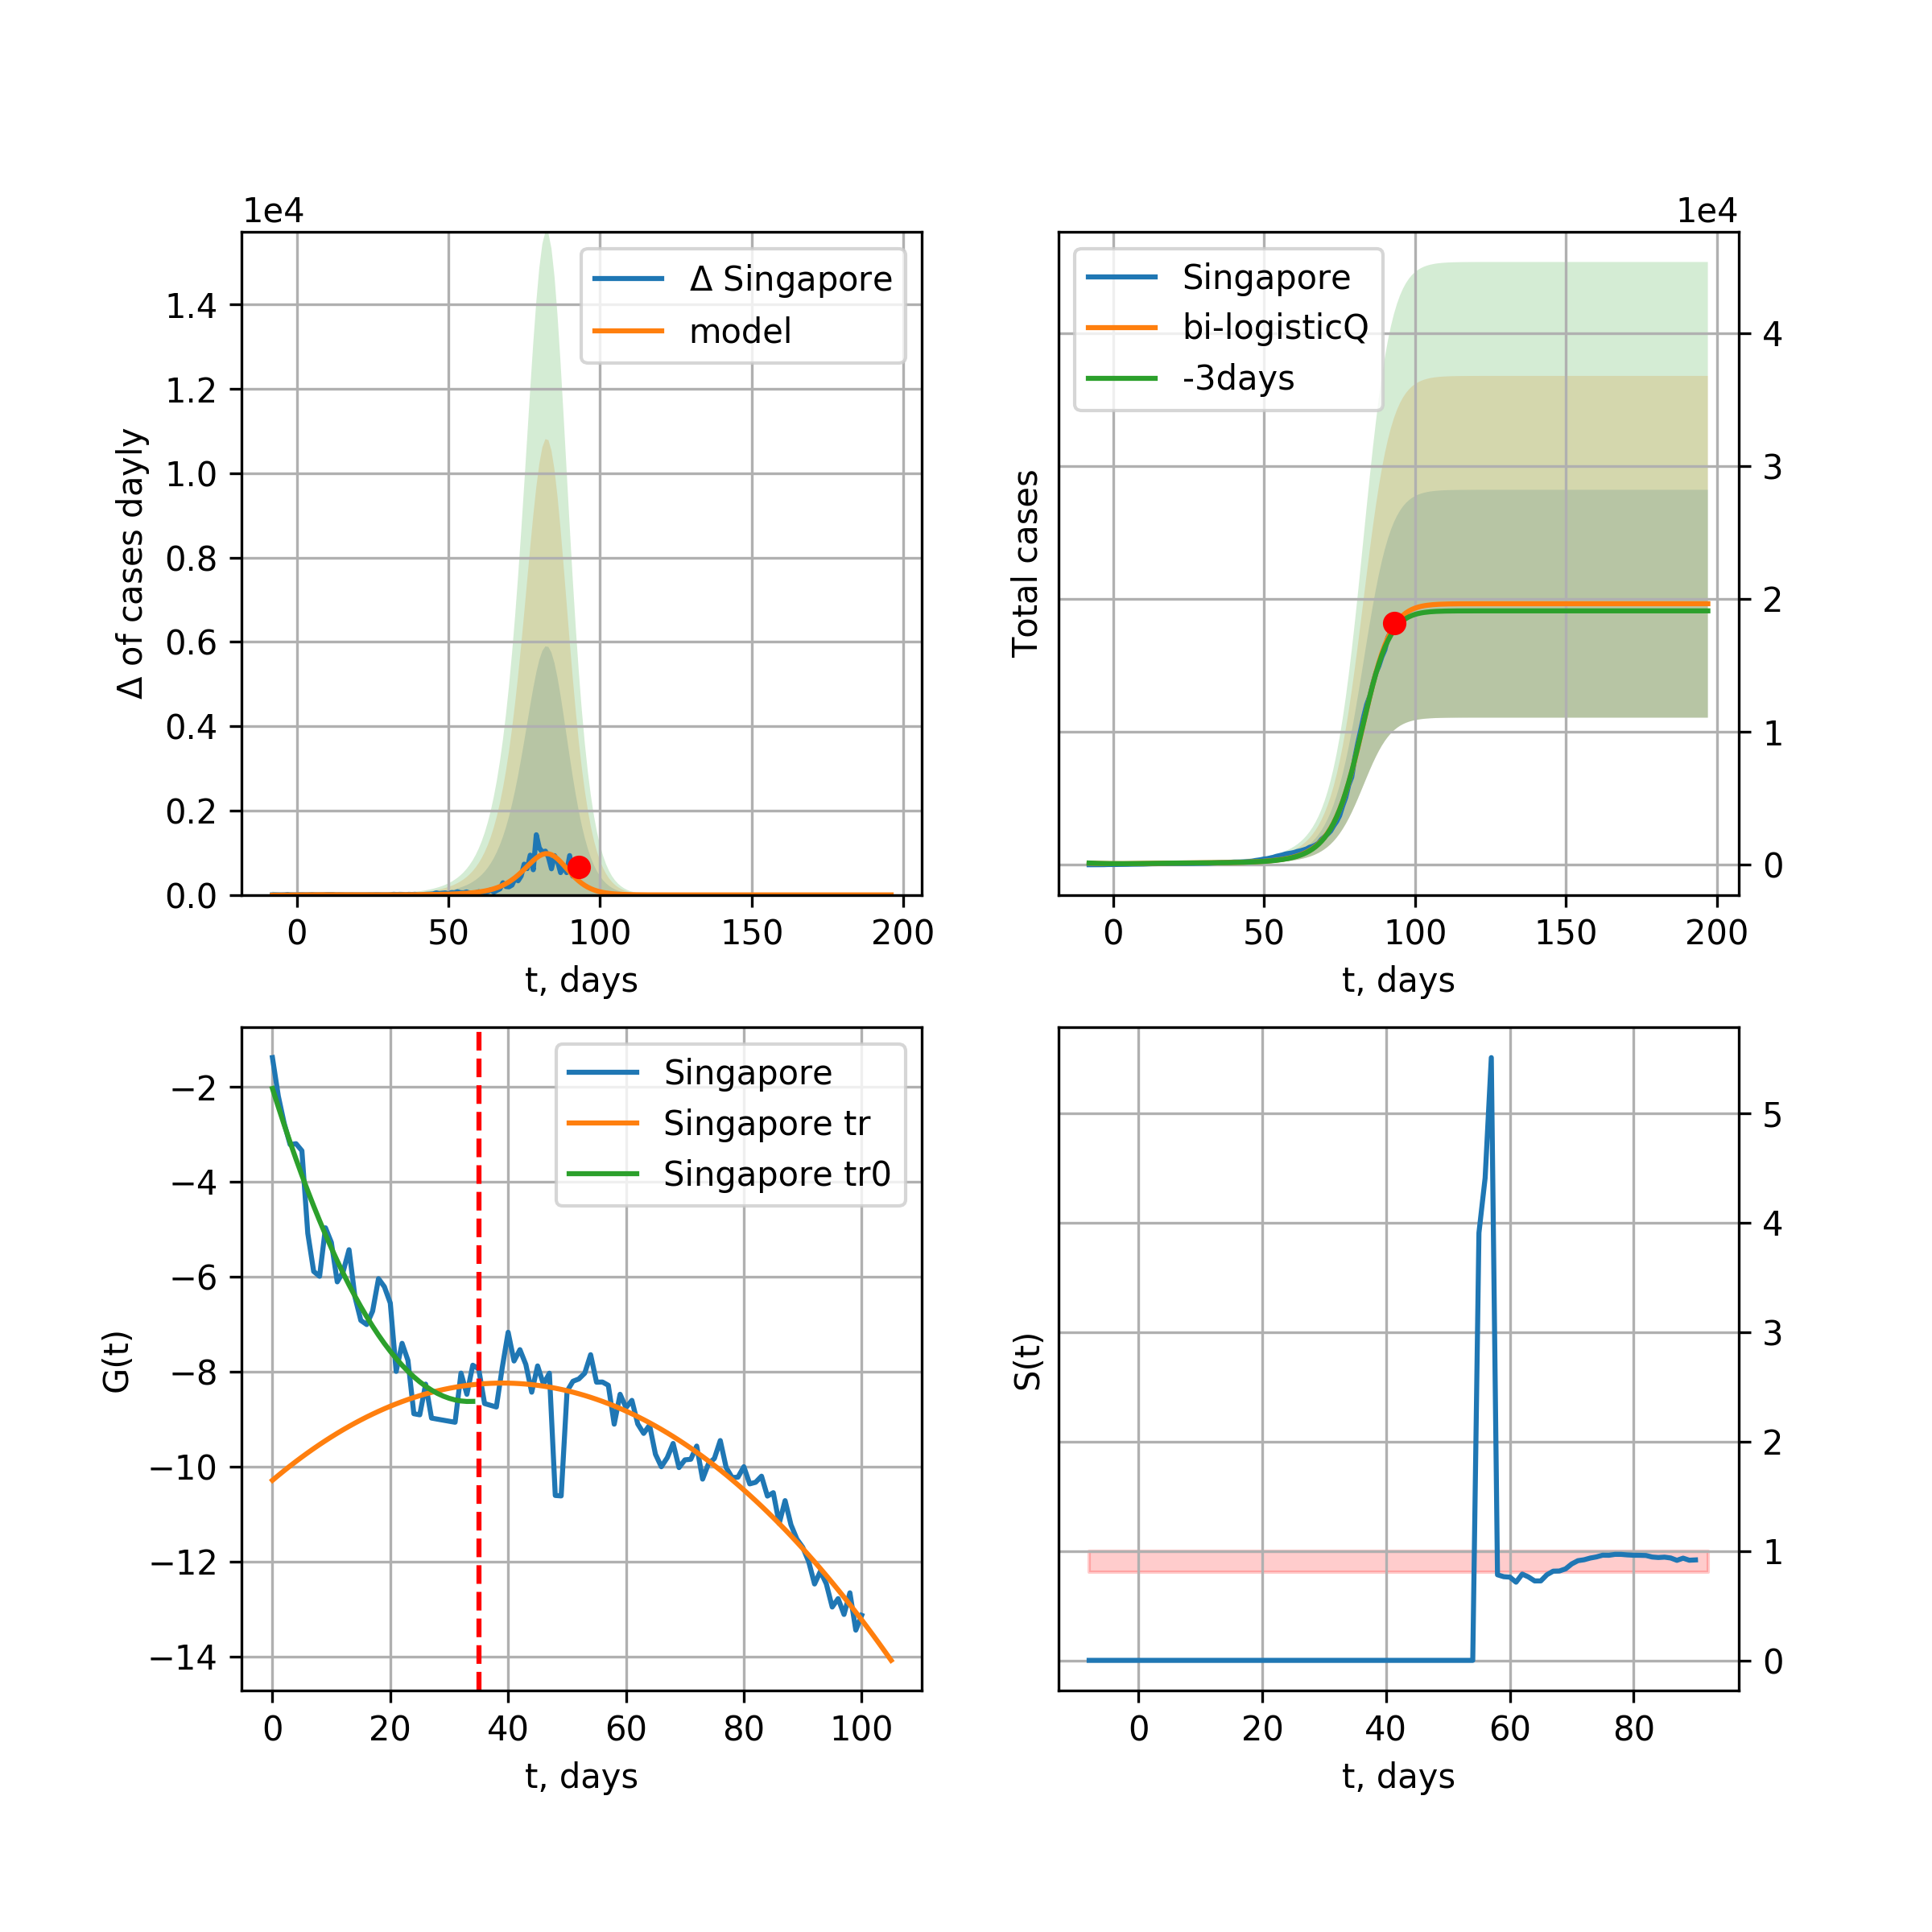 1e4
Δ of cases dayly
1.4
1.2
1.0
0.8
0.6
0.4
0.2
0.0
Δ Singapore
model
0 50 100 150 200
t, days
1e4
Total cases
Singapore
bi-logisticQ
-3days
4
3
2
1
0
0 50 100 150 200
t, days
G(t)
−2
−4
−6
−8
−10
−12
−14
Singapore
Singapore tr
Singapore tr0
0 20 40 60 80 100
t, days
S(t)
5
4
3
2
1
0
0 20 40 60 80
t, days